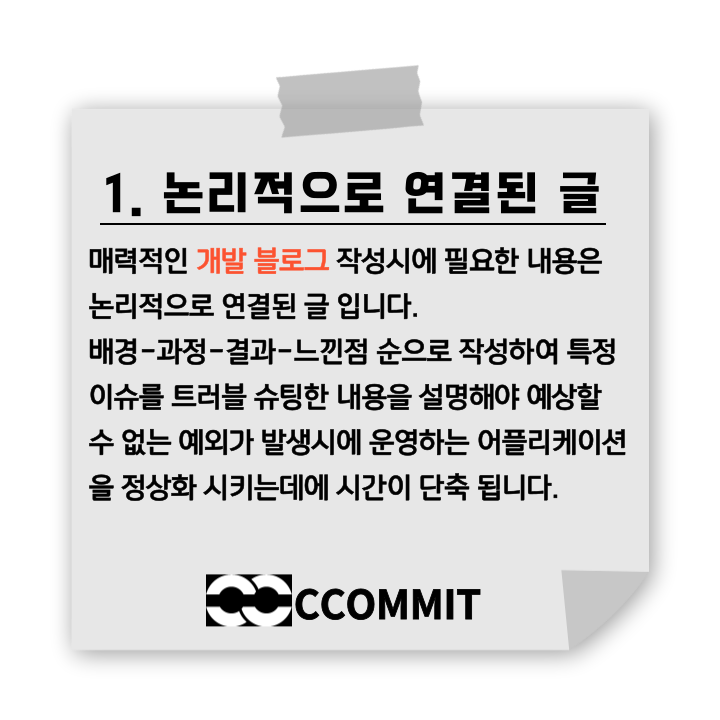 1. 논리적으로 연결된 글
매력적인 개발 블로그 작성시에 필요한 내용은
논리적으로 연결된 글 입니다.
배경-과정-결과-느낀점 순으로 작성하여 특정
이슈를 트러블 슈팅한 내용을 설명해야 예상할
수 없는 예외가 발생시에 운영하는 어플리케이션
을 정상화 시키는데에 시간이 단축 됩니다.
CCOMMIT